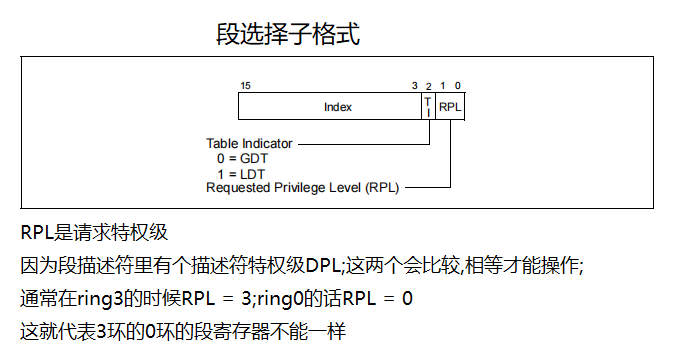 段选择子格式
15 3 2 1 0
Index TI RPL
Table Indicator
0 = GDT
1 = LDT
Requested Privilege Level (RPL)
RPL是请求特权级
因为段描述符里有个描述符特权级DPL;这两个会比较,相等才能操作;
通常在ring3的时候RPL = 3;ring0的话RPL = 0
这就代表3环的0环的段寄存器不能一样